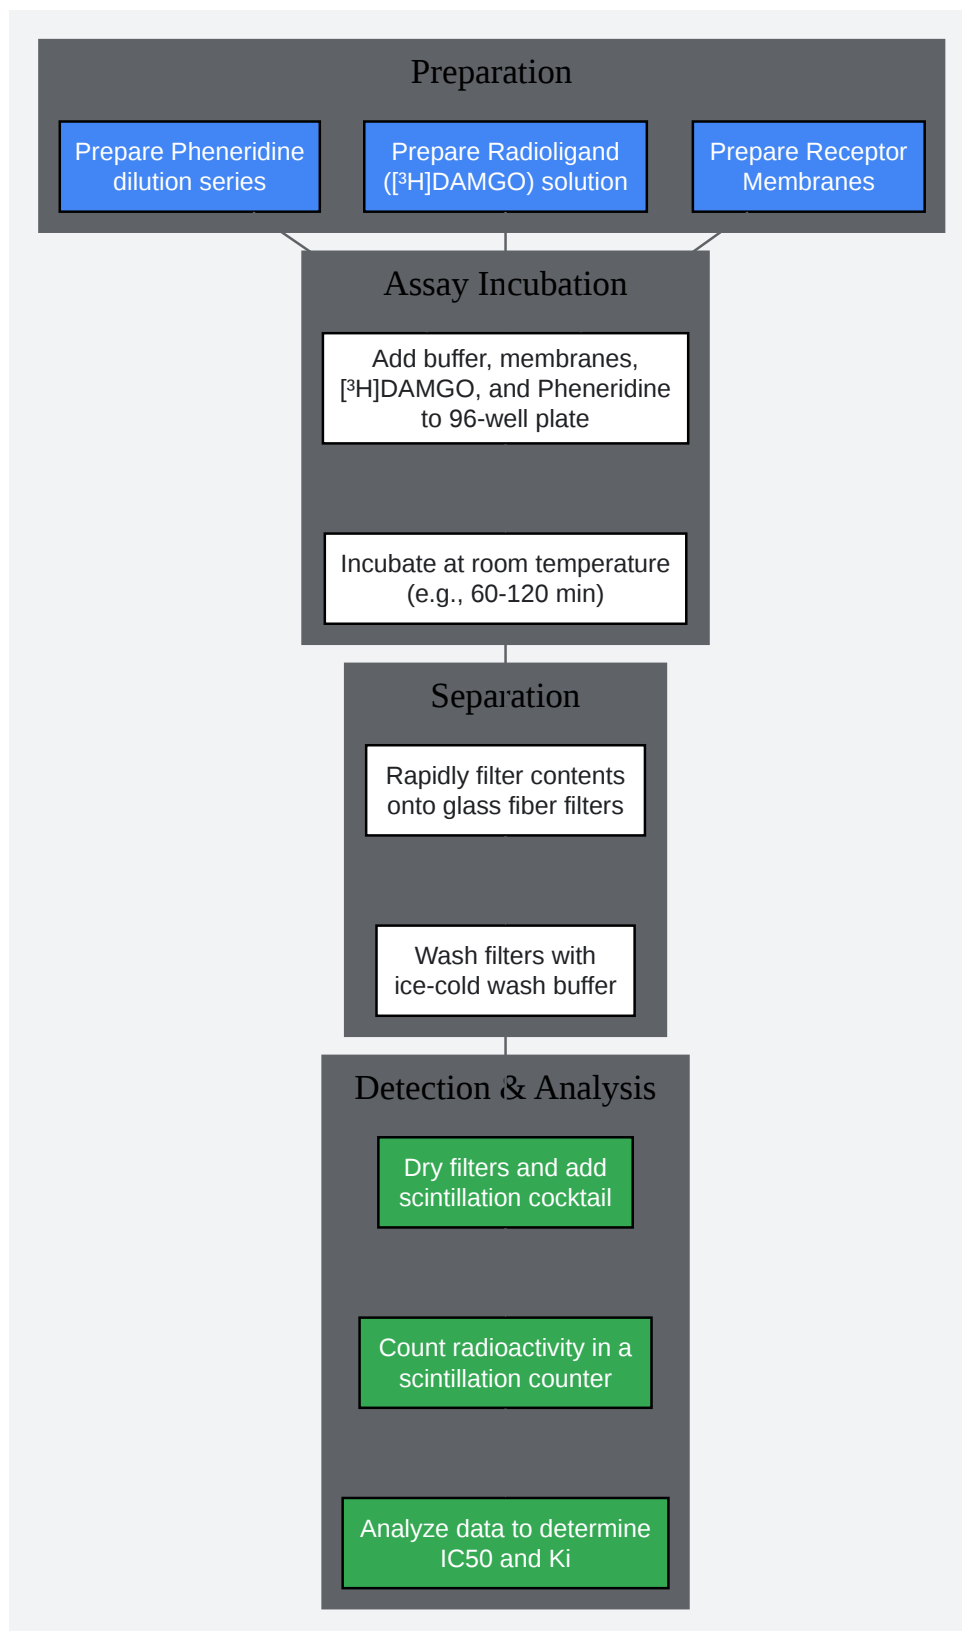 Preparation
Prepare Pheneridine
dilution series
Prepare Radioligand
([³H]DAMGO) solution
Prepare Receptor
Membranes
Assay Incubation
Add buffer, membranes,
[³H]DAMGO, and Pheneridine
to 96-well plate
Incubate at room temperature
(e.g., 60-120 min)
Separation
Rapidly filter contents
onto glass fiber filters
Wash filters with
ice-cold wash buffer
Detection & Analysis
Dry filters and add
scintillation cocktail
Count radioactivity in a
scintillation counter
Analyze data to determine
IC50 and Ki